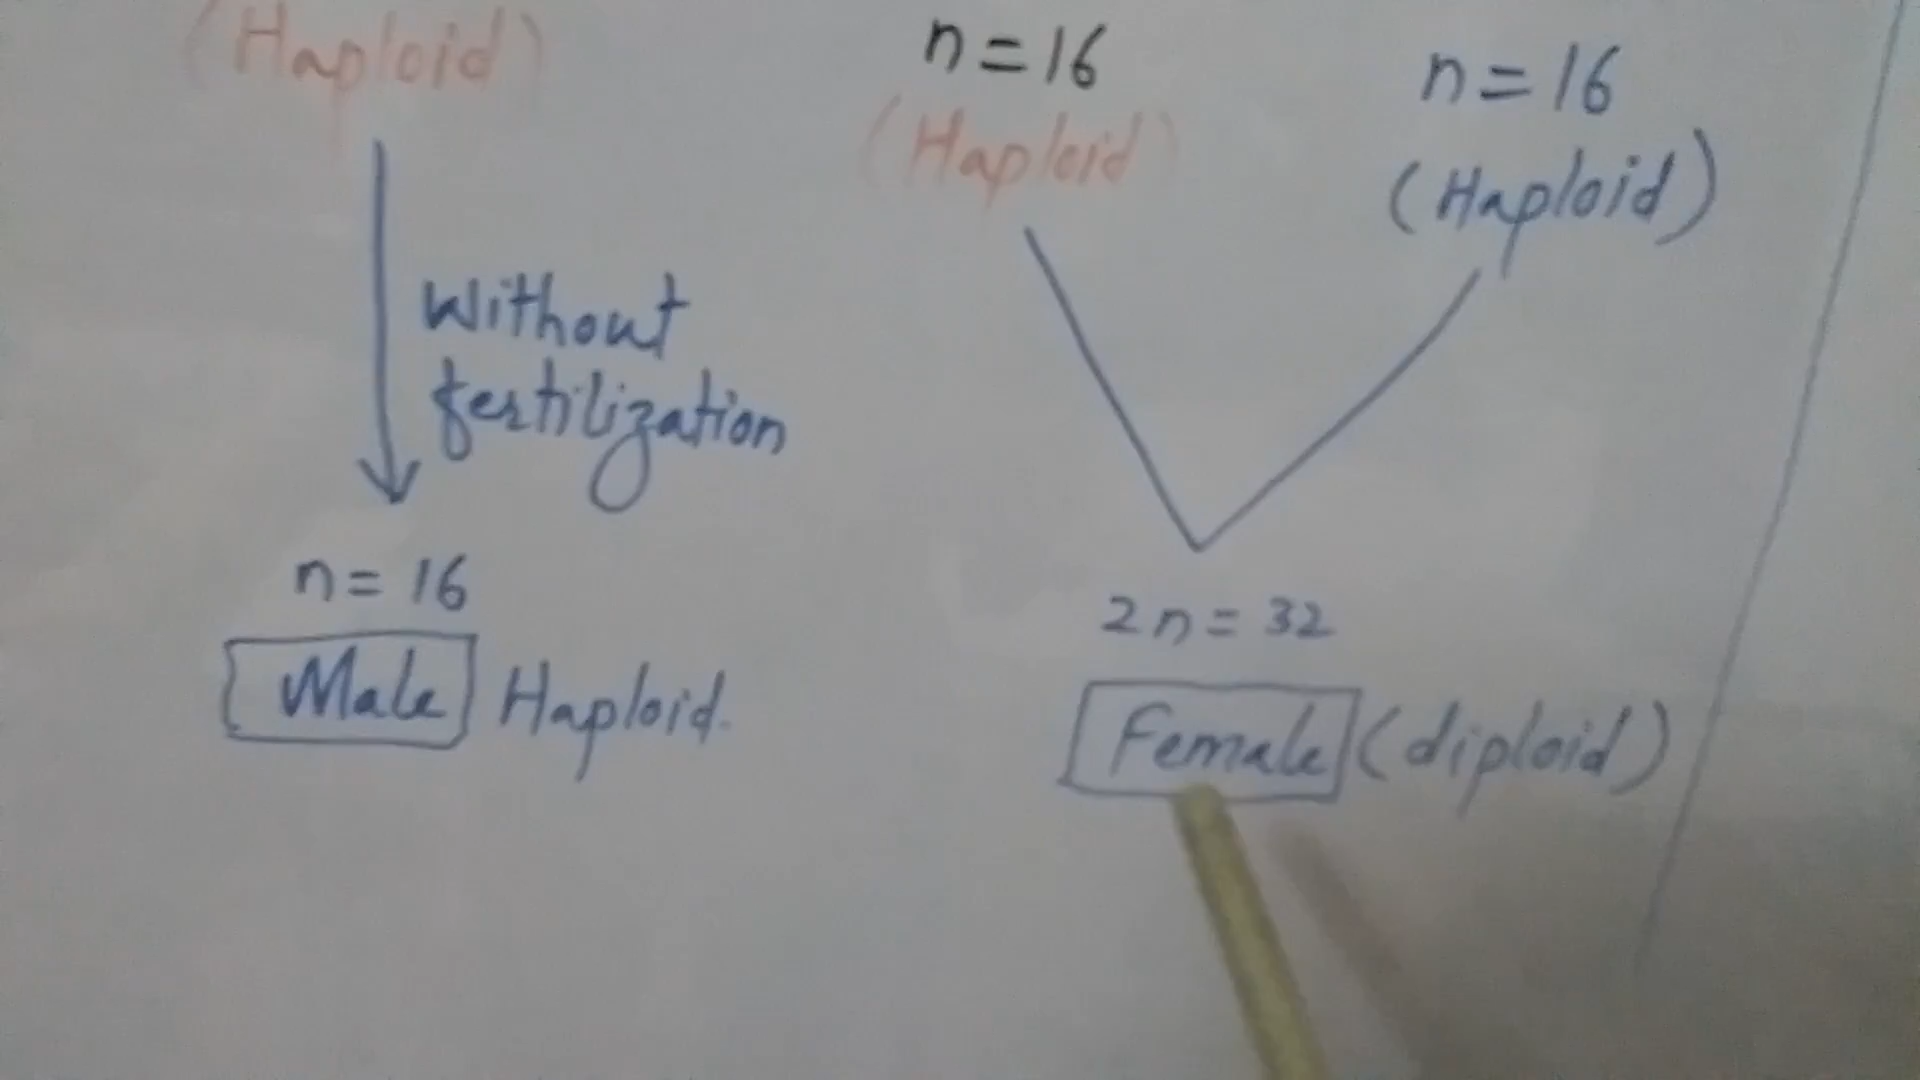 (Haploid)
n = 16
(Haploid)
n = 16
(Haploid)
Without
fertilization
n = 16
Male Haploid.
2n = 32
Female (diploid)